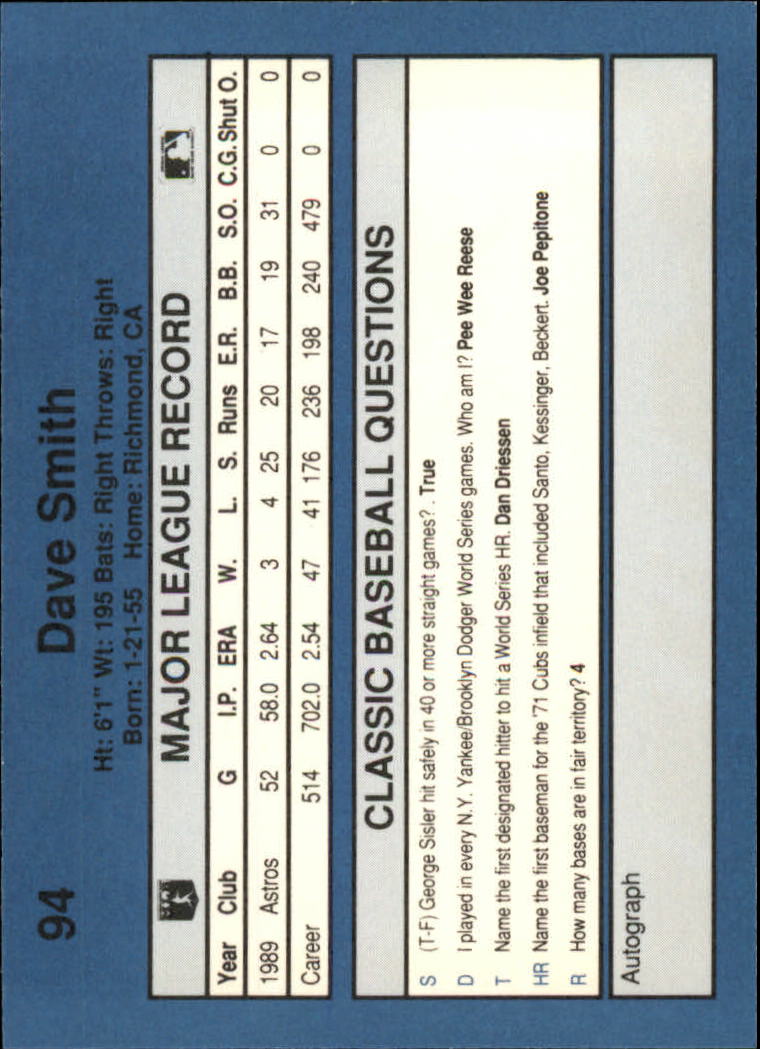 94 Dave Smith
Ht: 6'1" Wt: 195 Bats: Right Throws: Right
Born: 1-21-55 Home: Richmond, CA
MAJOR LEAGUE RECORD
Year Club G I.P. ERA W. L. S. Runs E.R. B.B. S.O. C.G. Shut O.
1989 Astros 52 58.0 2.64 3 4 25 20 17 19 31 0 0
Career 514 702.0 2.54 47 41 176 236 198 240 479 0 0
CLASSIC BASEBALL QUESTIONS
S (T-F) George Sisler hit safely in 40 or more straight games? . True
D I played in every N.Y. Yankee/Brooklyn Dodger World Series games. Who am I? Pee Wee Reese
T Name the first designated hitter to hit a World Series HR. Dan Driessen
HR Name the first baseman for the '71 Cubs infield that included Santo, Kessinger, Beckert. Joe Pepitone
R How many bases are in fair territory? 4
Autograph